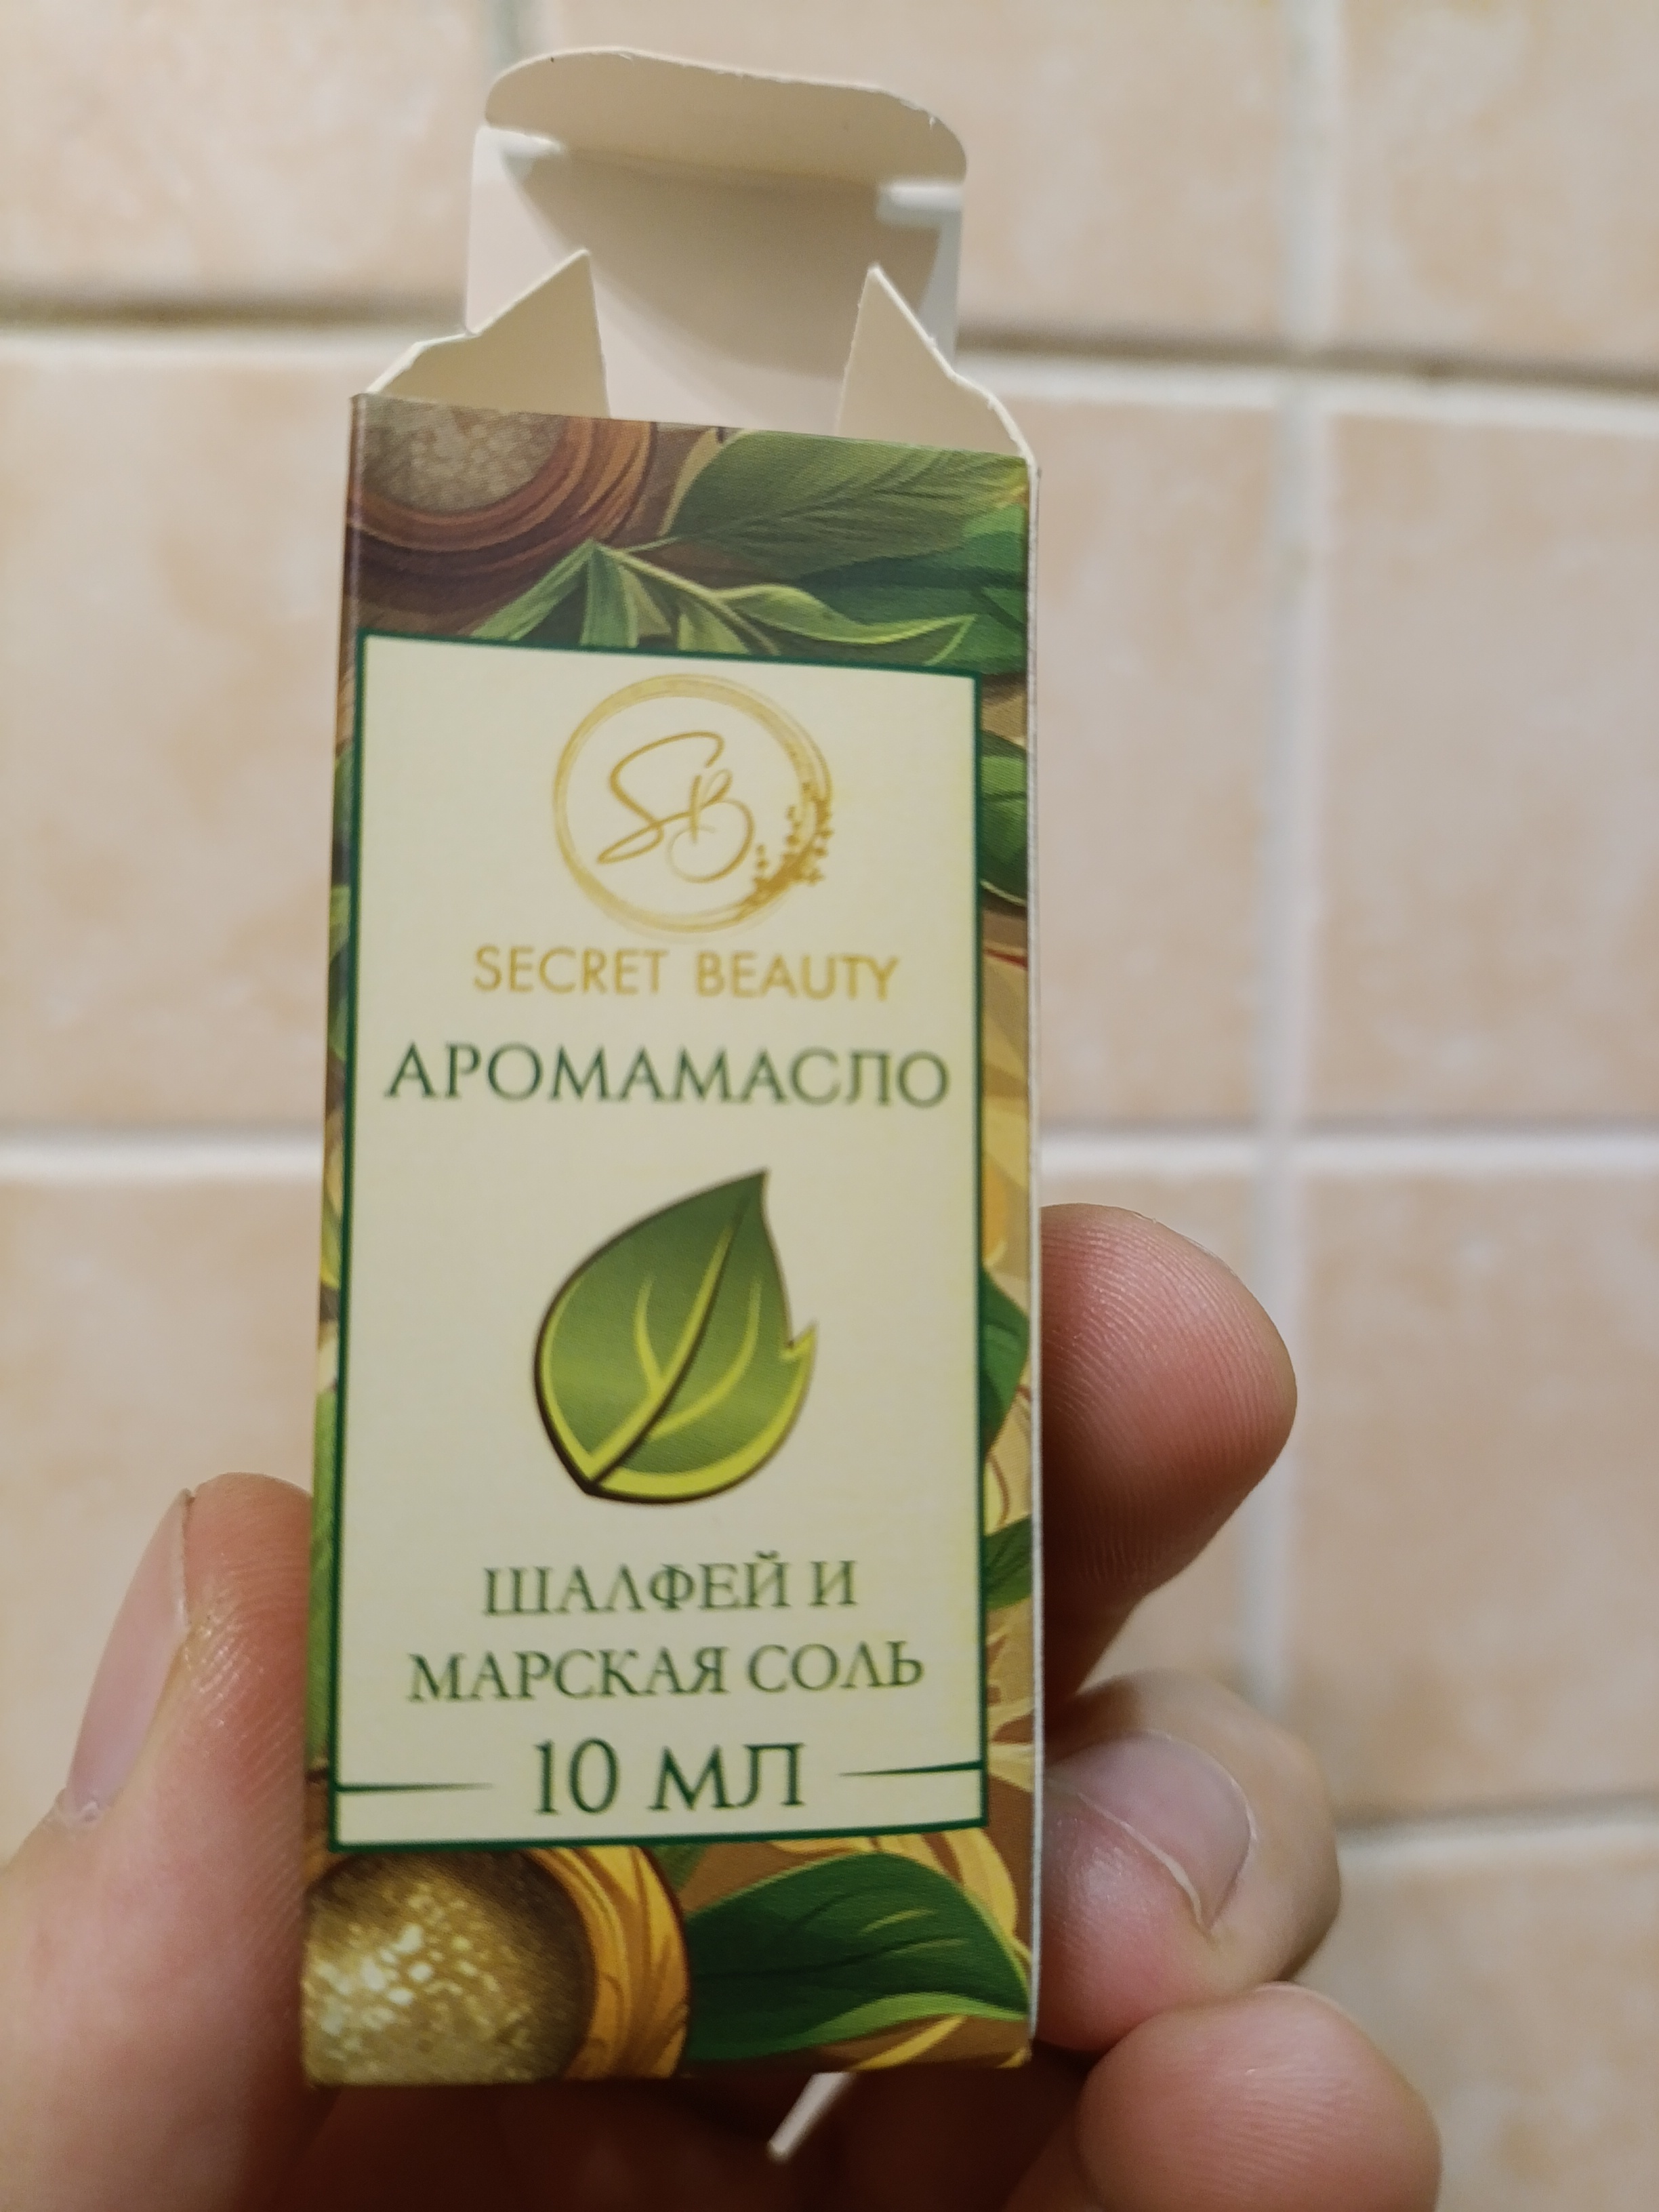 SB
SECRET BEAUTY
АРОМАМАСЛО
ШАЛФЕЙ И
МАРСКАЯ СОЛЬ
10 МЛ